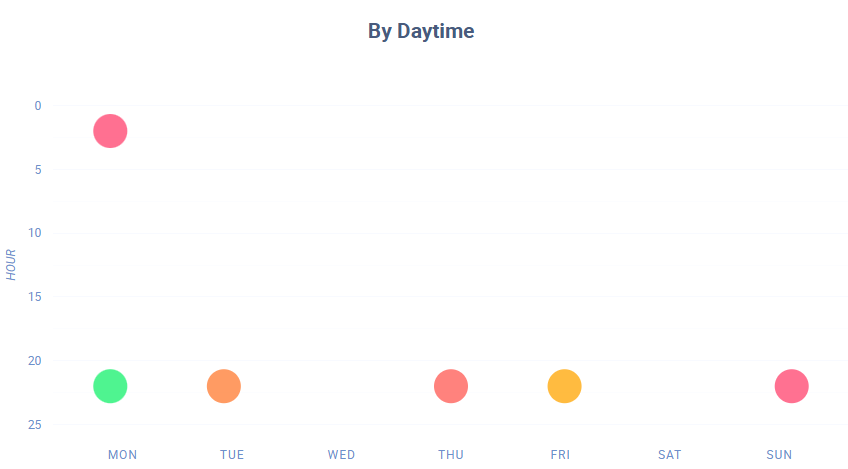 By Daytime
0
5
10
HOUR
15
20
25
MON TUE WED THU FRI SAT SUN